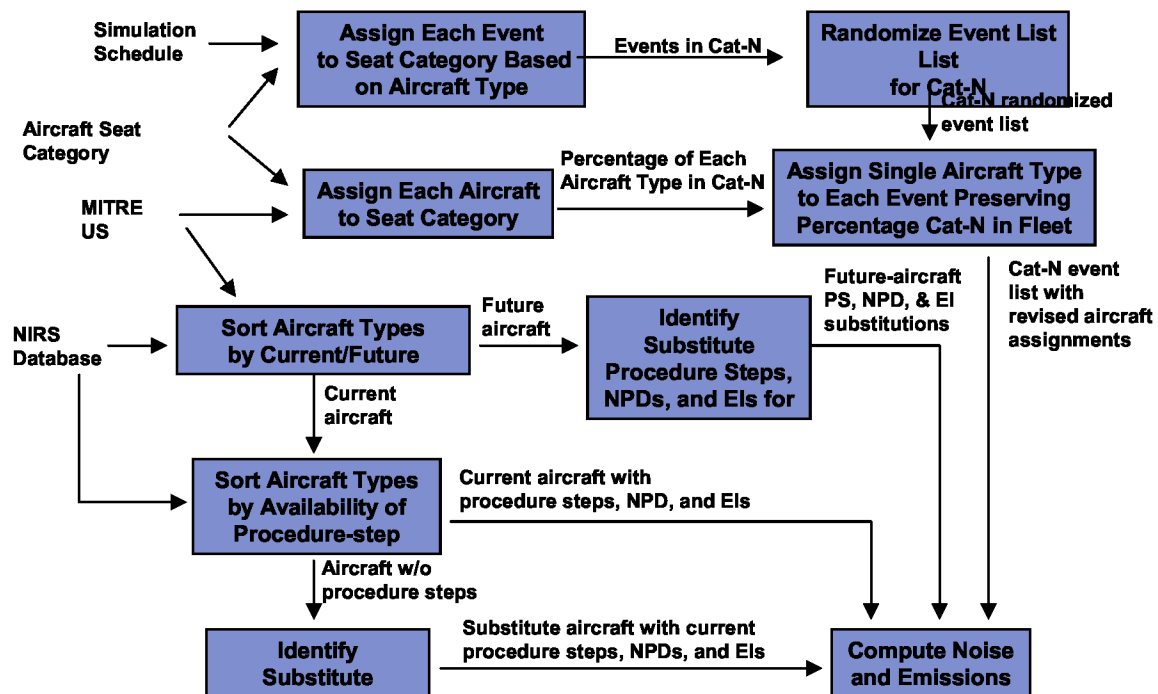 Simulation
Schedule
Assign Each Event
to Seat Category Based
on Aircraft Type
Events in Cat-N
Randomize Event List
List
for Cat-N
Cat-N randomized
event list
Aircraft Seat
Category
Percentage of Each
Aircraft Type in Cat-N
Assign Each Aircraft
to Seat Category
Assign Single Aircraft Type
to Each Event Preserving
Percentage Cat-N in Fleet
MITRE
US
Future-aircraft
PS, NPD, & EI
substitutions
Cat-N event
list with
revised aircraft
assignments
NIRS
Database
Sort Aircraft Types
by Current/Future
Future
aircraft
Identify
Substitute
Procedure Steps,
NPDs, and EIs for
Current
aircraft
Sort Aircraft Types
by Availability of
Procedure-step
Current aircraft with
procedure steps, NPD, and EIs
Aircraft w/o
procedure steps
Identify
Substitute
Substitute aircraft with current
procedure steps, NPDs, and EIs
Compute Noise
and Emissions